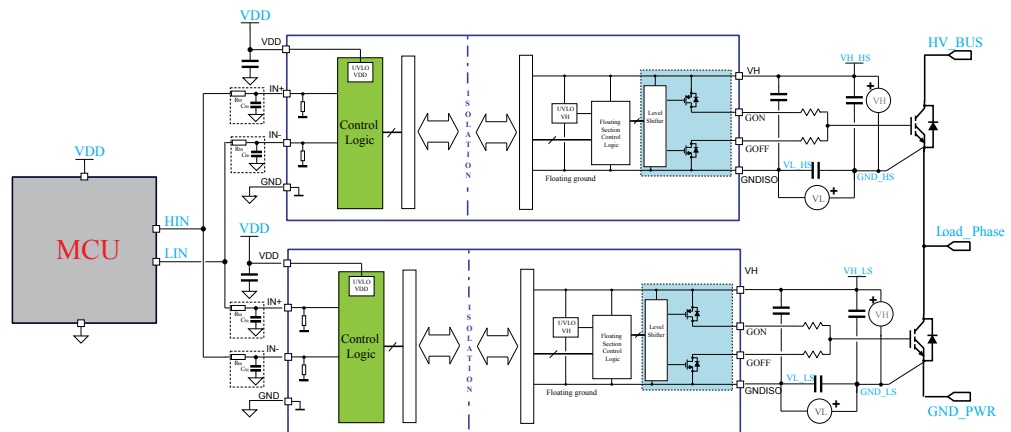 VDD
VDD
IN+
IN-
GND
UVLO
VDD
Control
Logic
ISOLATION
UVLO
VH
Floating
Section
Control
Logic
Level
Shifter
Floating ground
VH
GON
GOFF
GNDISO
VH_HS
VH
VL_HS
GND_HS
VL
HV_BUS
VDD
MCU
HIN
LIN
Load_Phase
VDD
VDD
IN+
IN-
GND
UVLO
VDD
Control
Logic
ISOLATION
UVLO
VH
Floating
Section
Control
Logic
Level
Shifter
Floating ground
VH
GON
GOFF
GNDISO
VH_LS
VH
VL_LS
GND_LS
VL
GND_PWR